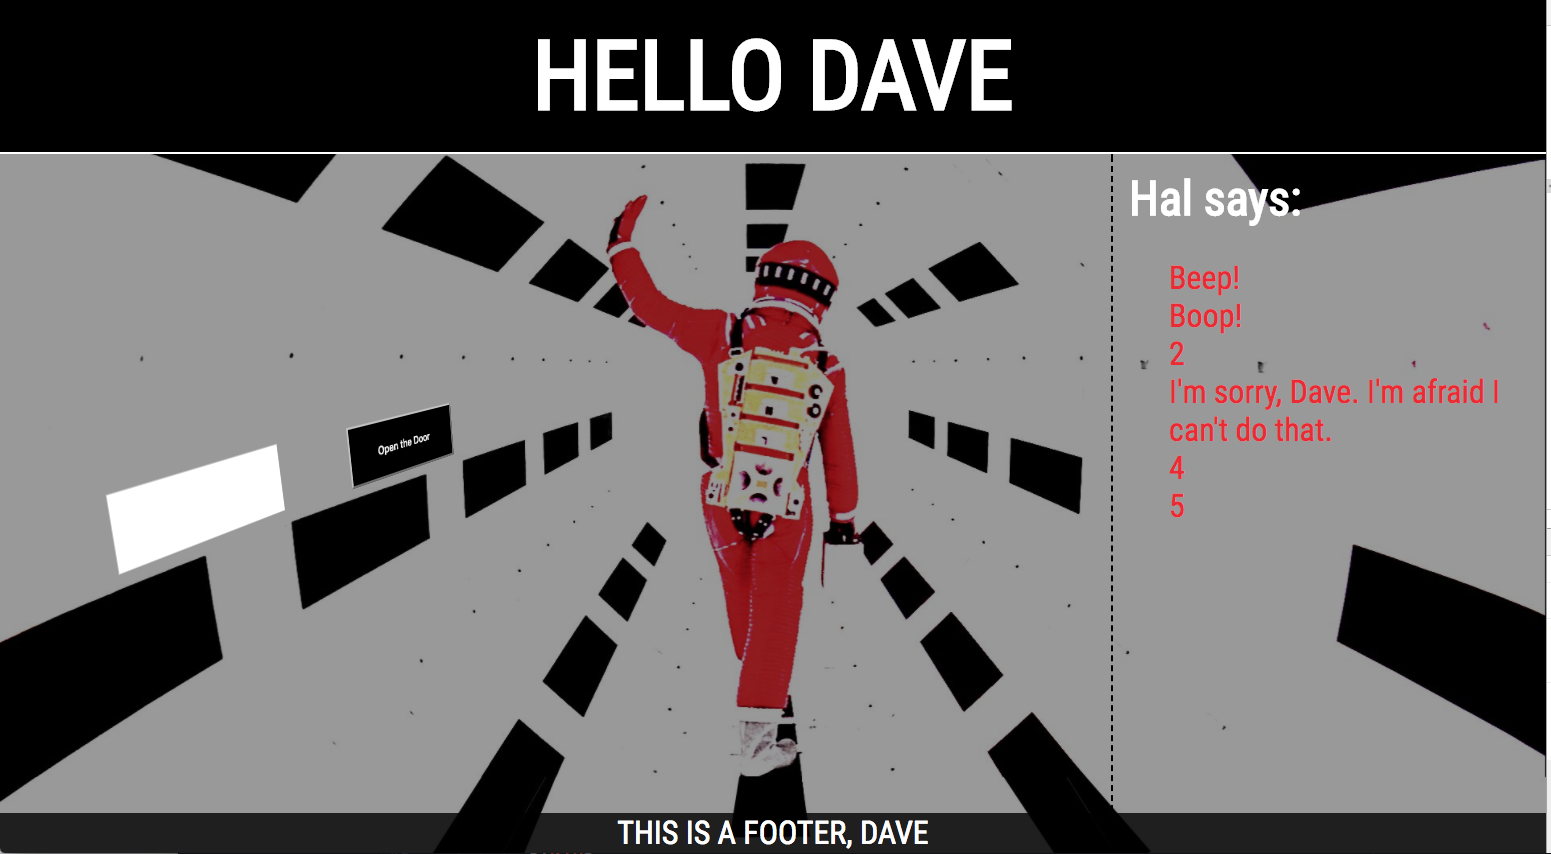 HELLO DAVE
Hal says:
Beep!
Boop!
2
I'm sorry, Dave. I'm afraid I
can't do that.
4
5
Open the Door
THIS IS A FOOTER, DAVE